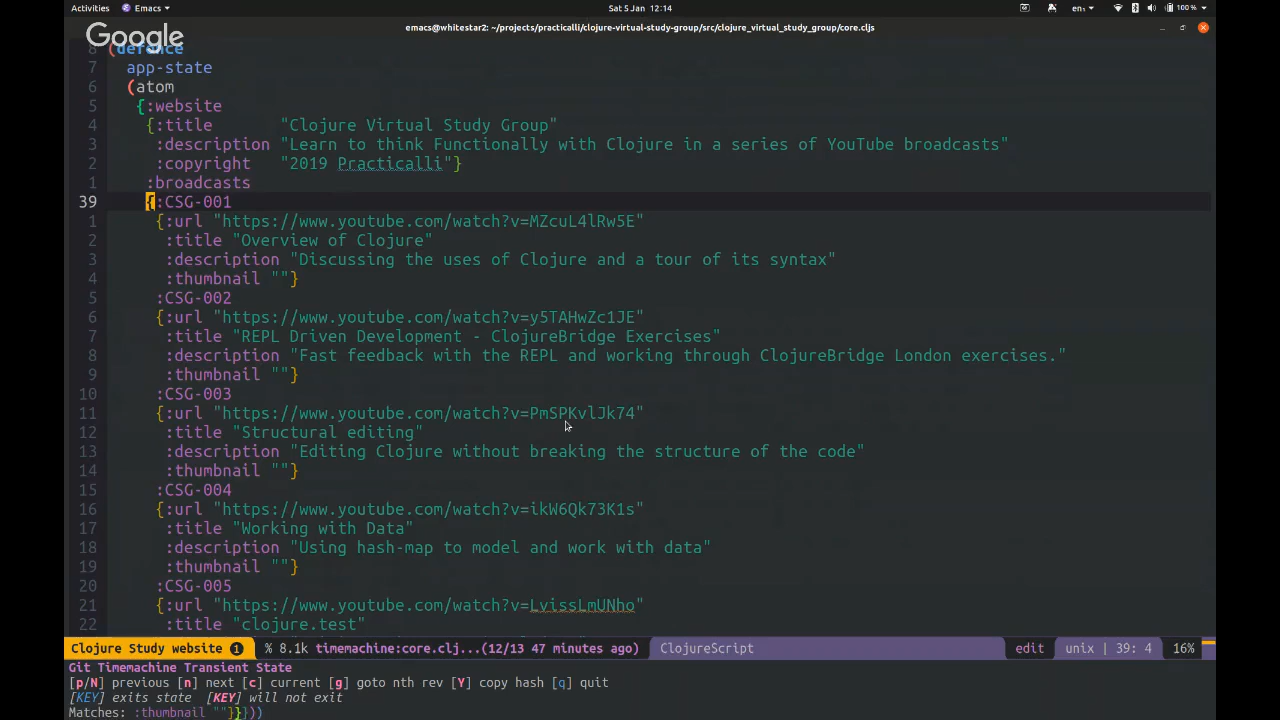 Activities Emacs Sat 5 Jan 12:14 en₁ 100 %
emacs@whitestar2: ~/projects/practicalli/clojure-virtual-study-group/src/clojure_virtual_study_group/core.cljs
Google
8 (defonce
7 app-state
6 (atom
5 {:website
4 {:title "Clojure Virtual Study Group"
3 :description "Learn to think Functionally with Clojure in a series of YouTube broadcasts"
2 :copyright "2019 Practicalli"}
1 :broadcasts
39 {:CSG-001
1 {:url "https://www.youtube.com/watch?v=MZcuL4lRw5E"
2 :title "Overview of Clojure"
3 :description "Discussing the uses of Clojure and a tour of its syntax"
4 :thumbnail ""}
5 :CSG-002
6 {:url "https://www.youtube.com/watch?v=y5TAHwZc1JE"
7 :title "REPL Driven Development - ClojureBridge Exercises"
8 :description "Fast feedback with the REPL and working through ClojureBridge London exercises."
9 :thumbnail ""}
10 :CSG-003
11 {:url "https://www.youtube.com/watch?v=PmSPKvlJk74"
12 :title "Structural editing"
13 :description "Editing Clojure without breaking the structure of the code"
14 :thumbnail ""}
15 :CSG-004
16 {:url "https://www.youtube.com/watch?v=ikW6Qk73K1s"
17 :title "Working with Data"
18 :description "Using hash-map to model and work with data"
19 :thumbnail ""}
20 :CSG-005
21 {:url "https://www.youtube.com/watch?v=LvissLmUNho"
22 :title "clojure.test"
Clojure Study website 1 % 8.1k timemachine:core.clj...(12/13 47 minutes ago) ClojureScript edit unix | 39: 4 16%
Git Timemachine Transient State
[p/N] previous [n] next [c] current [g] goto nth rev [Y] copy hash [q] quit
[KEY] exits state [KEY] will not exit
Matches: :thumbnail ""}}}))